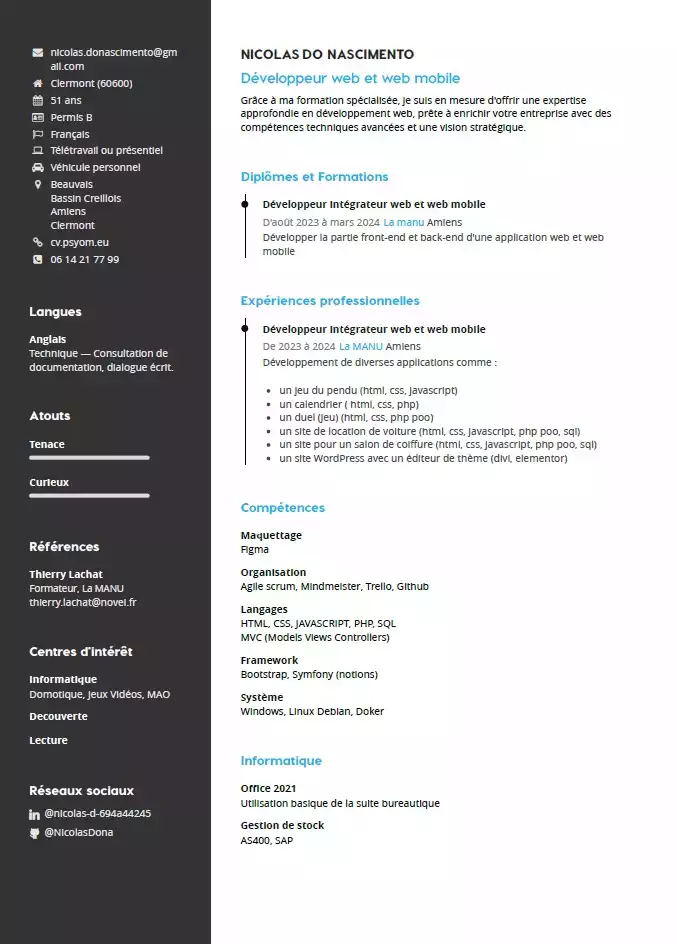 nicolas.donascimento@gm
ail.com
Clermont (60600)
51 ans
Permis B
Français
Télétravail ou présentiel
Véhicule personnel
Beauvais
Bassin Creillois
Amiens
Clermont
cv.psyom.eu
06 14 21 77 99
Langues
Anglais
Technique — Consultation de
documentation, dialogue écrit.
Atouts
Tenace
Curieux
Références
Thierry Lachat
Formateur, La MANU
thierry.lachat@novei.fr
Centres d'intérêt
Informatique
Domotique, Jeux Vidéos, MAO
Decouverte
Lecture
Réseaux sociaux
@nicolas-d-694a44245
@NicolasDona
NICOLAS DO NASCIMENTO
Développeur web et web mobile
Grâce à ma formation spécialisée, je suis en mesure d'offrir une expertise
approfondie en développement web, prête à enrichir votre entreprise avec des
compétences techniques avancées et une vision stratégique.
Diplômes et Formations
Développeur Intégrateur web et web mobile
D'août 2023 à mars 2024 La manu Amiens
Développer la partie front-end et back-end d'une application web et web
mobile
Expériences professionnelles
Développeur Intégrateur web et web mobile
De 2023 à 2024 La MANU Amiens
Développement de diverses applications comme :
• un jeu du pendu (html, css, javascript)
• un calendrier ( html, css, php)
• un duel (jeu) (html, css, php poo)
• un site de location de voiture (html, css, javascript, php poo, sql)
• un site pour un salon de coiffure (html, css, javascript, php poo, sql)
• un site WordPress avec un éditeur de thème (divi, elementor)
Compétences
Maquettage
Figma
Organisation
Agile scrum, Mindmeister, Trello, Github
Langages
HTML, CSS, JAVASCRIPT, PHP, SQL
MVC (Models Views Controllers)
Framework
Bootstrap, Symfony (notions)
Système
Windows, Linux Debian, Doker
Informatique
Office 2021
Utilisation basique de la suite bureautique
Gestion de stock
AS400, SAP